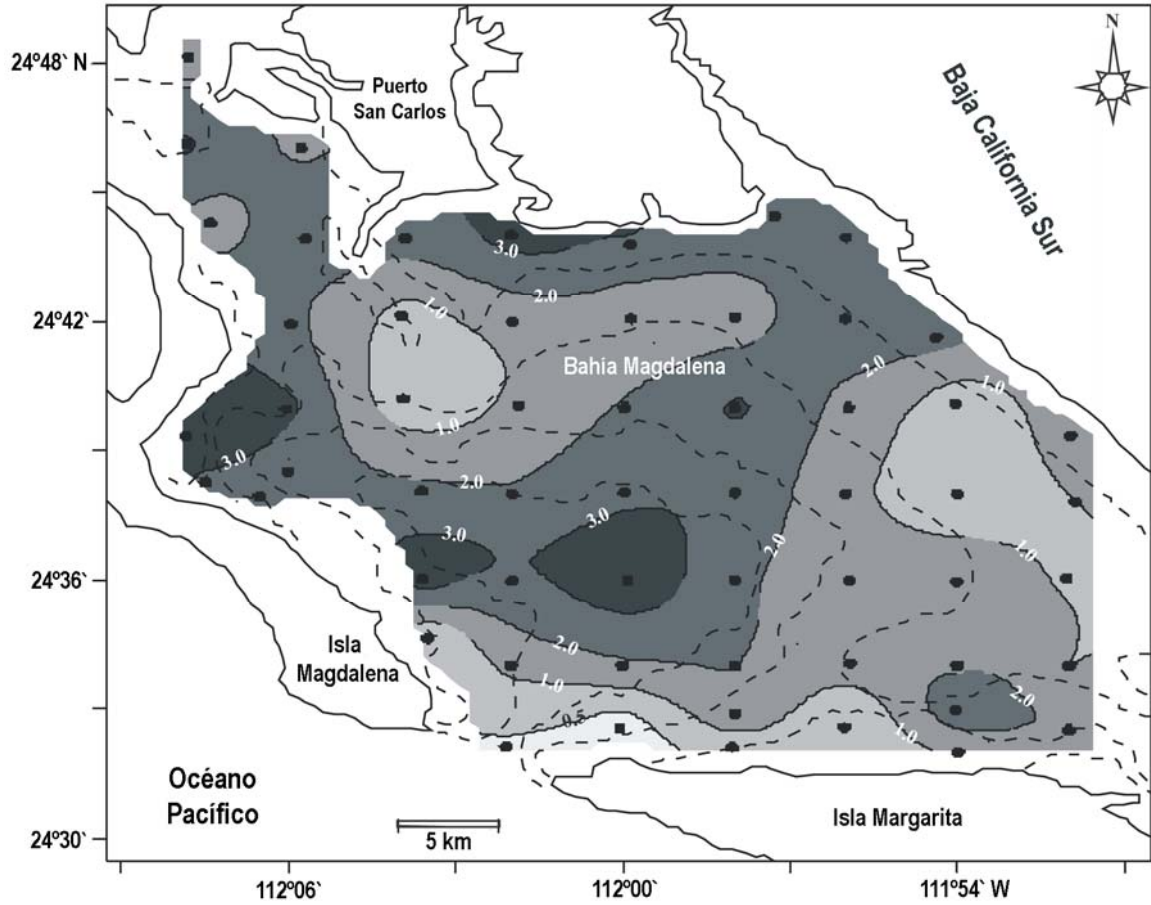 N
24°48` N
Puerto
San Carlos
Baja California Sur
3.0
2.0
1.0
24°42`
Bahía Magdalena
2.0
1.0
1.0
3.0
2.0
3.0
3.0
2.0
1.0
24°36`
Isla
Magdalena
2.0
1.0
2.0
0.5
1.0
Océano
Pacífico
Isla Margarita
5 km
24°30`
112°06`
112°00`
111°54` W